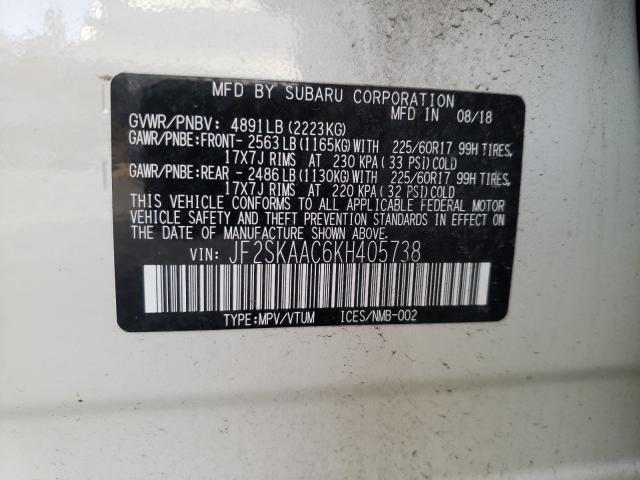 MFD BY SUBARU CORPORATION
MFD IN 08/18
GVWR/PNBV: 4891LB(2223KG)
GAWR/PNBE:FRONT- 2563LB(1165KG)WITH 225/60R17 99H TIRES,
17X7J RIMS AT 230 KPA(33 PSI)COLD
GAWR/PNBE:REAR - 2486LB(1130KG)WITH 225/60R17 99H TIRES,
17X7J RIMS AT 220 KPA(32 PSI)COLD
THIS VEHICLE CONFORMS TO ALL APPLICABLE FEDERAL MOTOR
VEHICLE SAFETY AND THEFT PREVENTION STANDARDS IN EFFECT ON
THE DATE OF MANUFACTURE SHOWN ABOVE.
VIN: JF2SKAAC6KH405738
TYPE:MPV/VTUM ICES/NMB-002